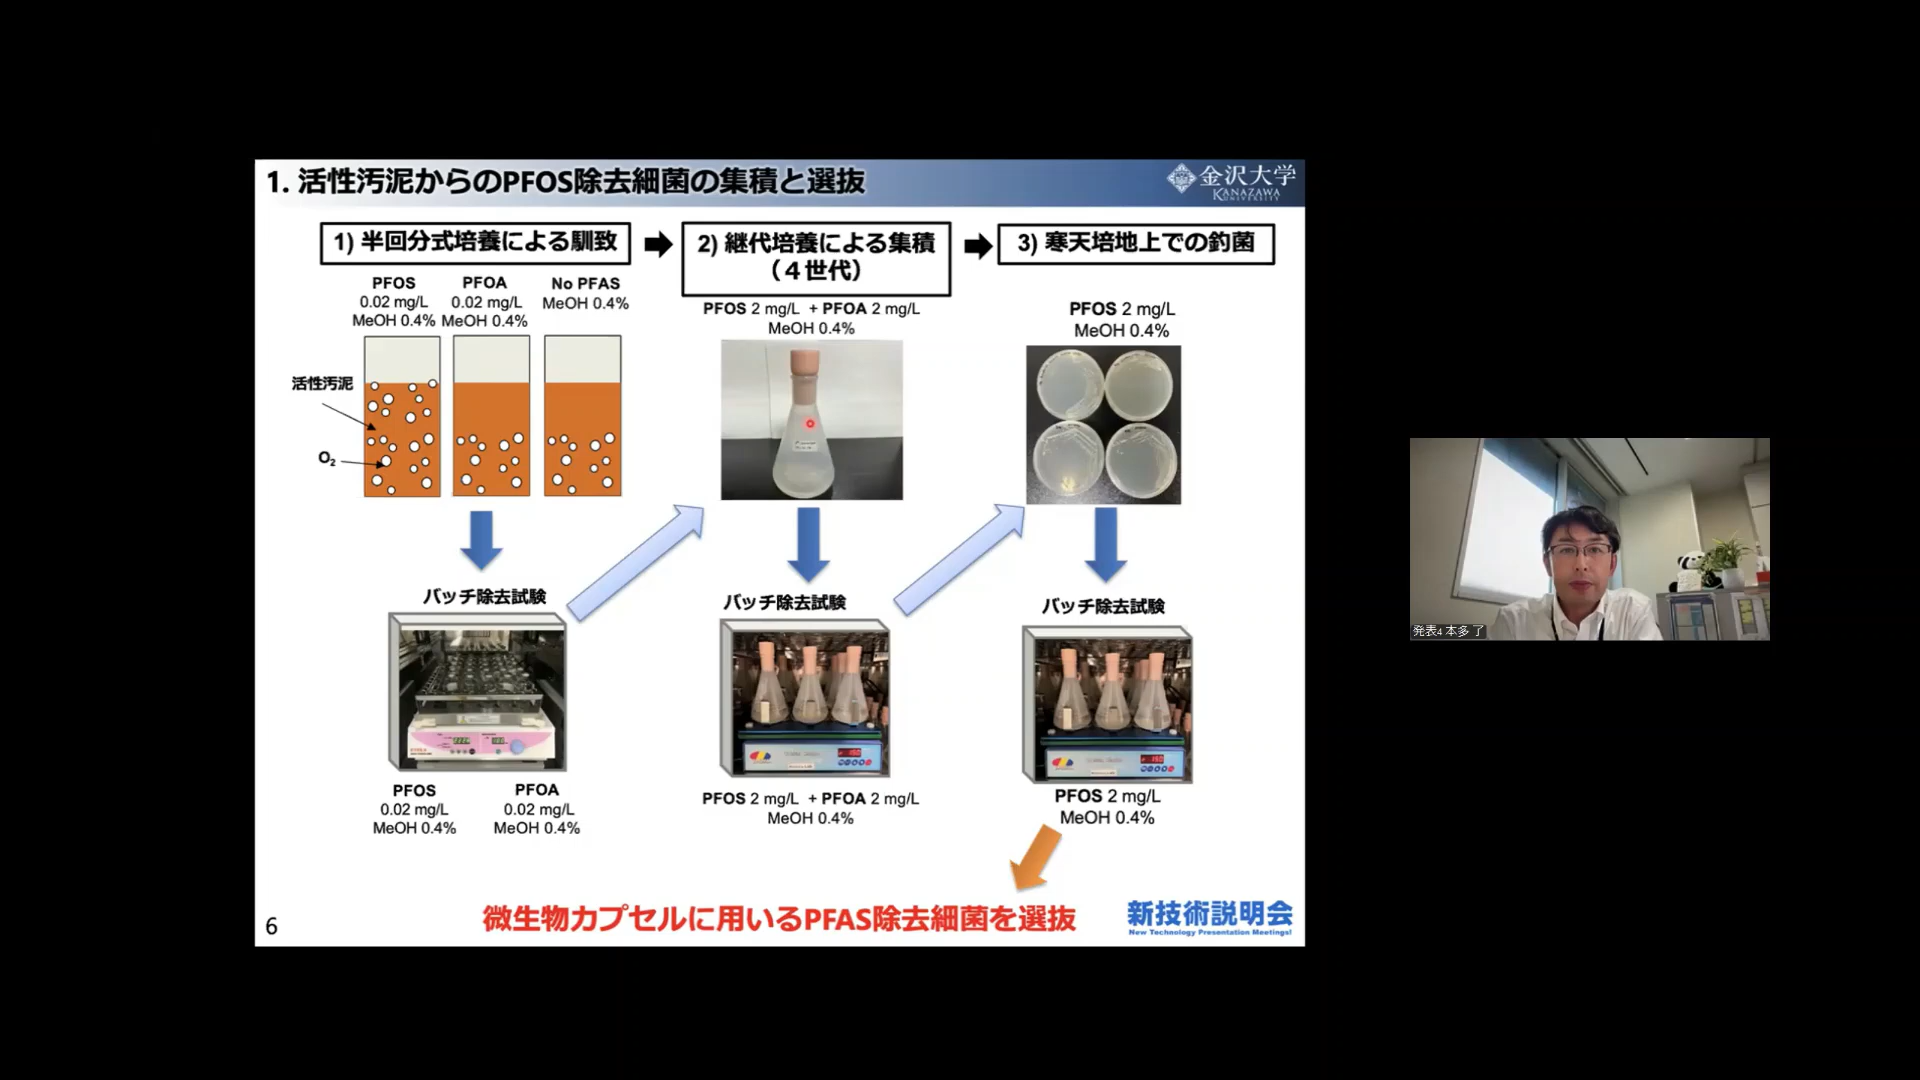 1. 活性汚泥からのPFOS除去細菌の集積と選抜
金沢大学
KANAZAWA
UNIVERSITY
1) 半回分式培養による馴致
2) 継代培養による集積
（４世代）
3) 寒天培地上での釣菌
PFOS
0.02 mg/L
MeOH 0.4%
PFOA
0.02 mg/L
MeOH 0.4%
No PFAS
MeOH 0.4%
PFOS 2 mg/L + PFOA 2 mg/L
MeOH 0.4%
PFOS 2 mg/L
MeOH 0.4%
活性汚泥
O2
バッチ除去試験
バッチ除去試験
バッチ除去試験
PFOS
0.02 mg/L
MeOH 0.4%
PFOA
0.02 mg/L
MeOH 0.4%
PFOS 2 mg/L + PFOA 2 mg/L
MeOH 0.4%
PFOS 2 mg/L
MeOH 0.4%
微生物カプセルに用いるPFAS除去細菌を選抜
6
新技術説明会
New Technology Presentation Meetings!
発表4 本多 了